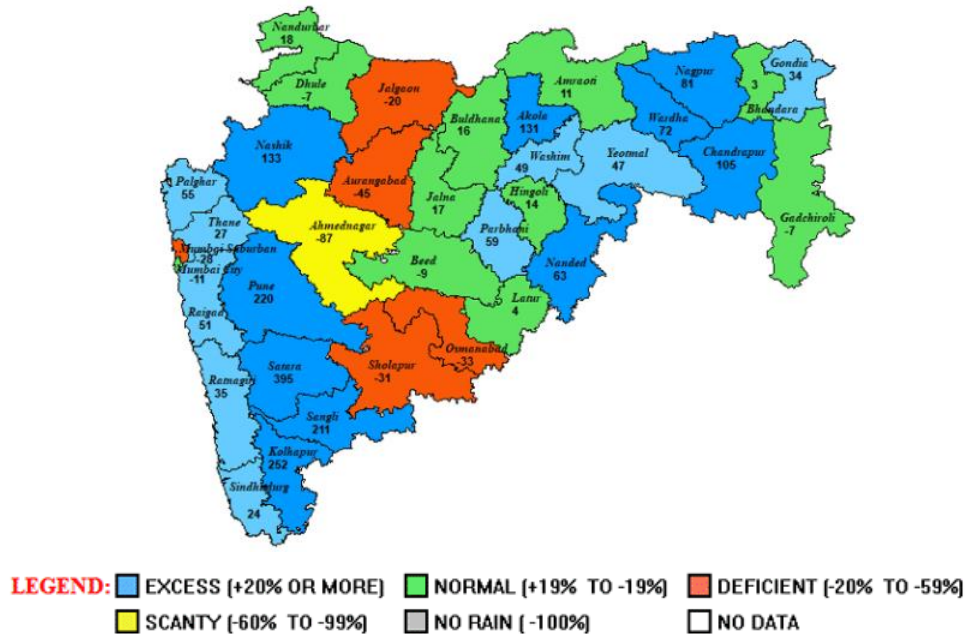 Nandurbar
18
Dhule
-7
Jalgaon
-20
Buldhana
16
Akola
131
Amraoti
11
Nagpur
81
Wardha
72
3
Bhandara
Gondia
34
Nashik
133
Aurangabad
-45
Jalna
17
Washim
49
Yeotmal
47
Chandrapur
105
Gadchiroli
-7
Palghar
55
Thane
27
Mumbai Suburban
-28
Mumbai City
-11
Ahmednagar
-87
Hingoli
14
Parbhani
59
Nanded
63
Beed
-9
Latur
4
Pune
220
Raigad
51
Osmanabad
-33
Sholapur
-31
Satara
395
Ratnagiri
35
Sangli
211
Kolhapur
252
Sindhudurg
24
LEGEND: EXCESS (+20% OR MORE) NORMAL (+19% TO -19%) DEFICIENT (-20% TO -59%)
SCANTY (-60% TO -99%) NO RAIN (-100%) NO DATA